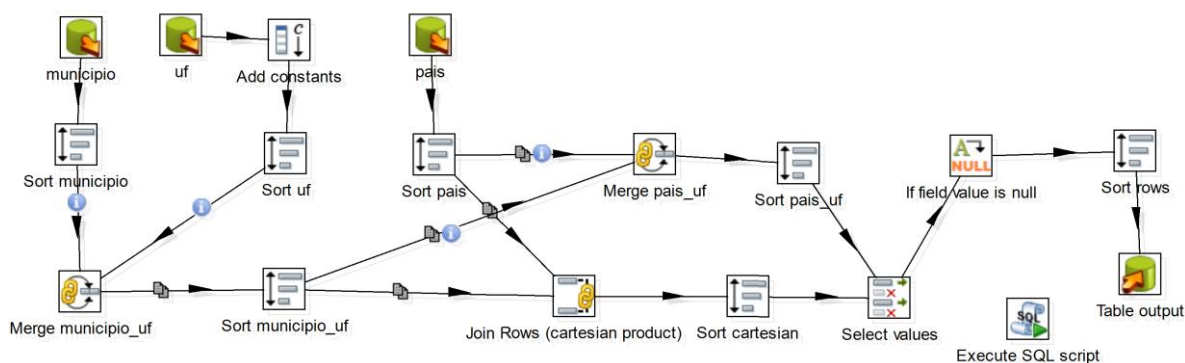 municipio
uf
Add constants
pais
Sort municipio
Sort uf
Sort pais
Merge pais_uf
Sort pais_uf
If field value is null
Sort rows
Merge municipio_uf
Sort municipio_uf
Join Rows (cartesian product)
Sort cartesian
Select values
Table output
Execute SQL script
C
A
NULL
SQL